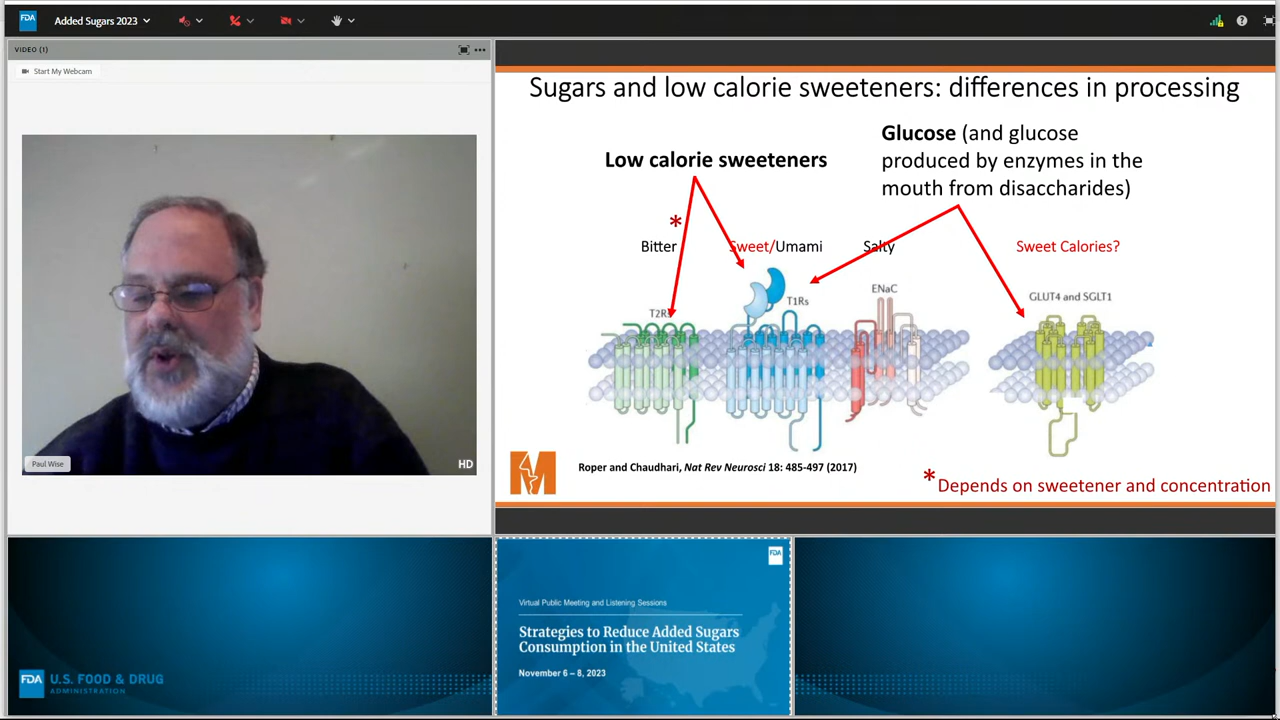 FDA
Added Sugars 2023
VIDEO (1)
Start My Webcam
Paul Wise
HD
Sugars and low calorie sweeteners: differences in processing
Low calorie sweeteners
Glucose (and glucose
produced by enzymes in the
mouth from disaccharides)
*
Bitter
Sweet/Umami
Salty
Sweet Calories?
T2Rs
T1Rs
ENaC
GLUT4 and SGLT1
M
Roper and Chaudhari, Nat Rev Neurosci 18: 485-497 (2017)
*Depends on sweetener and concentration
FDA
Virtual Public Meeting and Listening Sessions
Strategies to Reduce Added Sugars
Consumption in the United States
November 6 – 8, 2023
FDA U.S. FOOD & DRUG
ADMINISTRATION